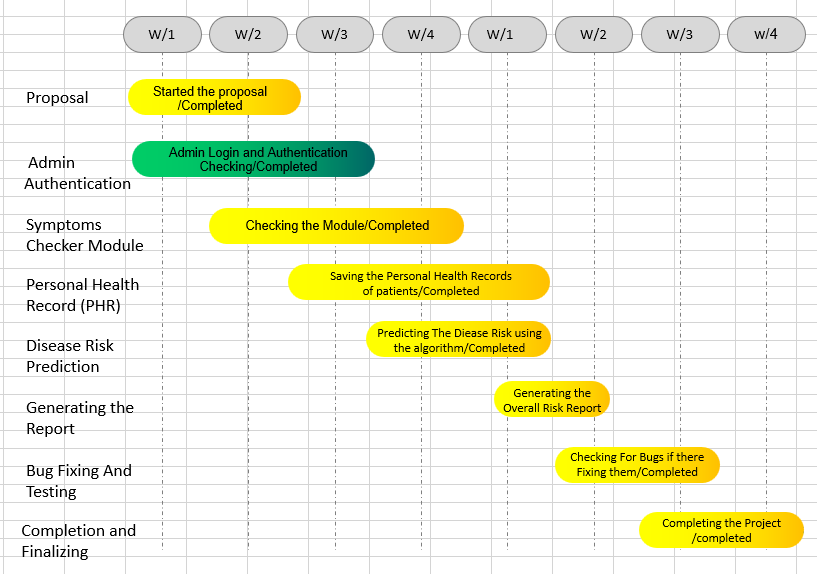 W/1 W/2 W/3 W/4 W/1 W/2 W/3 w/4
Proposal
Started the proposal
/Completed
Admin
Authentication
Admin Login and Authentication
Checking/Completed
Symptoms
Checker Module
Checking the Module/Completed
Personal Health
Record (PHR)
Saving the Personal Health Records
of patients/Completed
Disease Risk
Prediction
Predicting The Diease Risk using
the algorithm/Completed
Generating the
Report
Generating the
Overall Risk Report
Bug Fixing And
Testing
Checking For Bugs if there
Fixing them/Completed
Completion and
Finalizing
Completing the Project
/completed